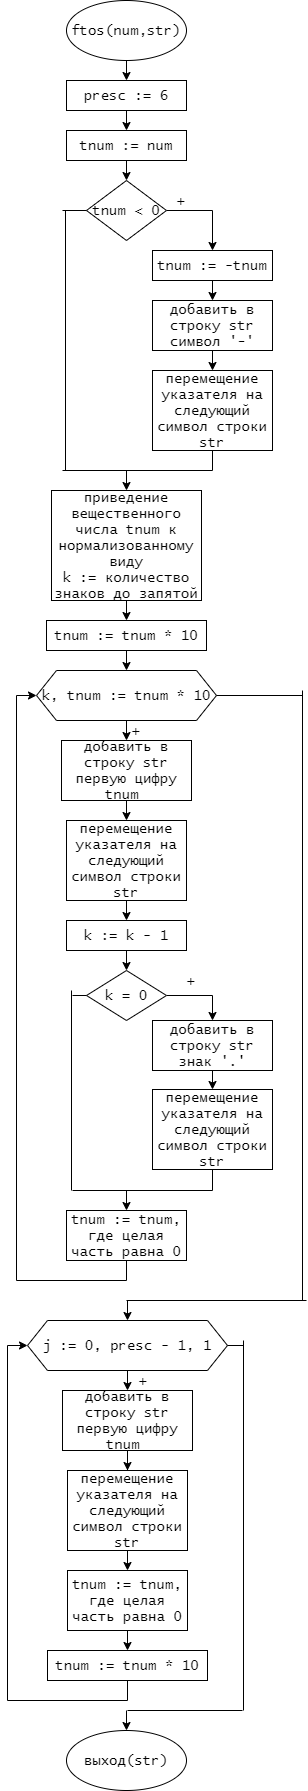 ftos(num,str)
presc := 6
tnum := num
tnum < 0
+
tnum := -tnum
добавить в
строку str
символ '-'
перемещение
указателя на
следующий
символ строки
str
приведение
вещественного
числа tnum к
нормализованному
виду
k := количество
знаков до запятой
tnum := tnum * 10
k, tnum := tnum * 10
+
добавить в
строку str
первую цифру
tnum
перемещение
указателя на
следующий
символ строки
str
k := k - 1
k = 0
+
добавить в
строку str
знак '.'
перемещение
указателя на
следующий
символ строки
str
tnum := tnum,
где целая
часть равна 0
j := 0, presc - 1, 1
+
добавить в
строку str
первую цифру
tnum
перемещение
указателя на
следующий
символ строки
str
tnum := tnum,
где целая
часть равна 0
tnum := tnum * 10
выход(str)